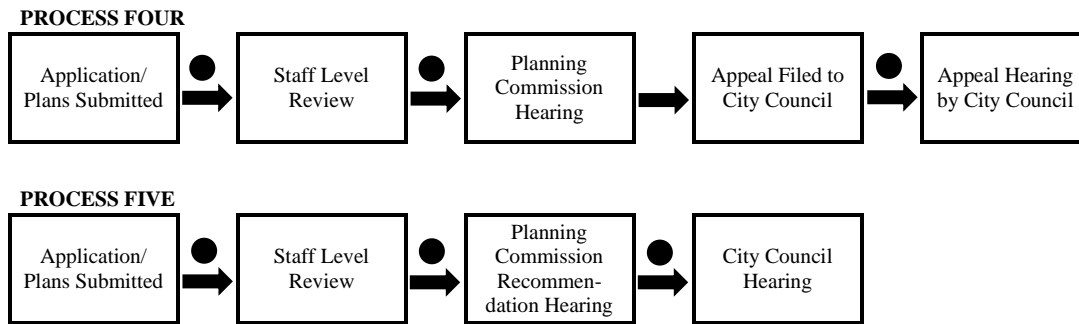 PROCESS FOUR
Application/
Plans Submitted
Staff Level
Review
Planning
Commission
Hearing
Appeal Filed to
City Council
Appeal Hearing
by City Council
PROCESS FIVE
Application/
Plans Submitted
Staff Level
Review
Planning
Commission
Recommen-
dation Hearing
City Council
Hearing